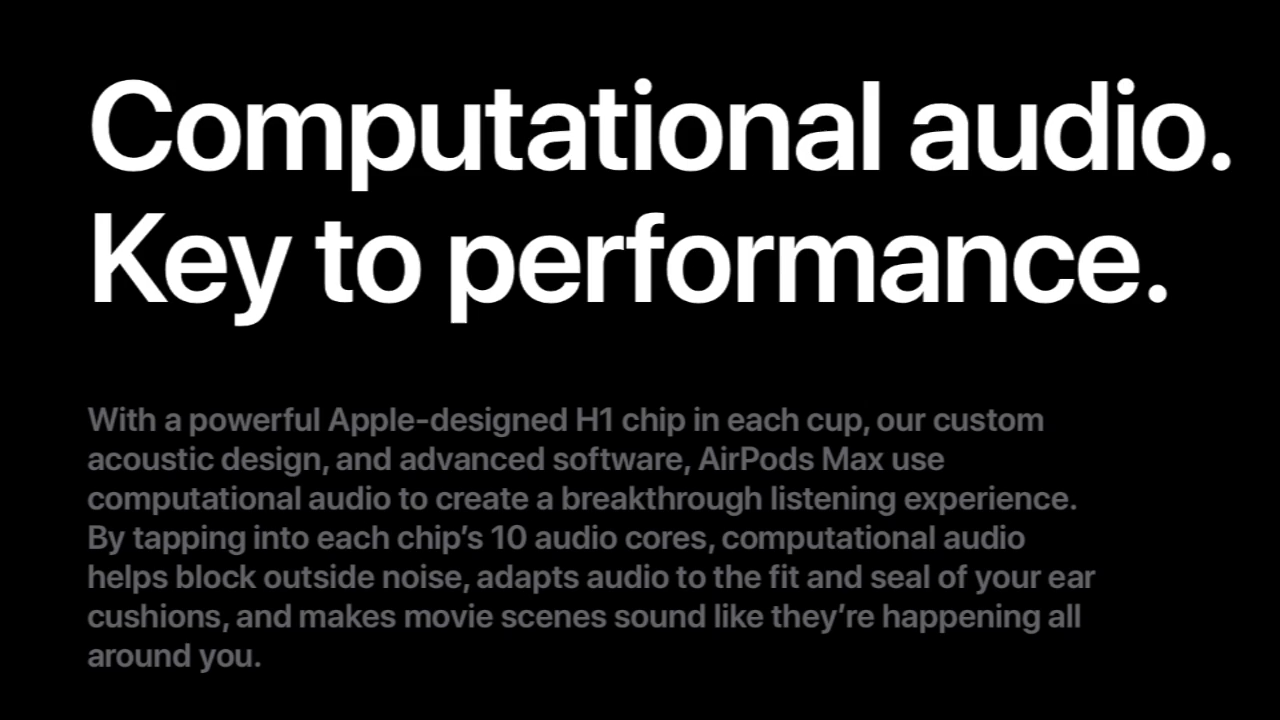 Computational audio.
Key to performance.
With a powerful Apple-designed H1 chip in each cup, our custom
acoustic design, and advanced software, AirPods Max use
computational audio to create a breakthrough listening experience.
By tapping into each chip’s 10 audio cores, computational audio
helps block outside noise, adapts audio to the fit and seal of your ear
cushions, and makes movie scenes sound like they’re happening all
around you.